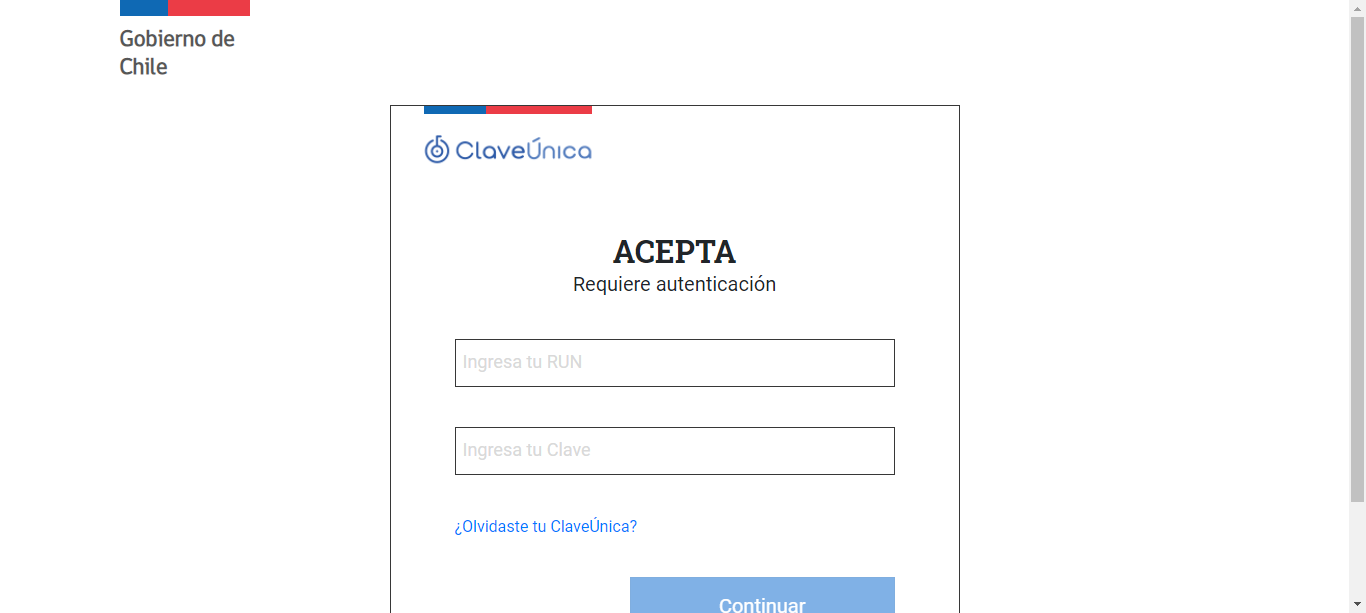 Gobierno de
Chile
ClaveÚnica
ACEPTA
Requiere autenticación
Ingresa tu RUN
Ingresa tu Clave
¿Olvidaste tu ClaveÚnica?
Continuar